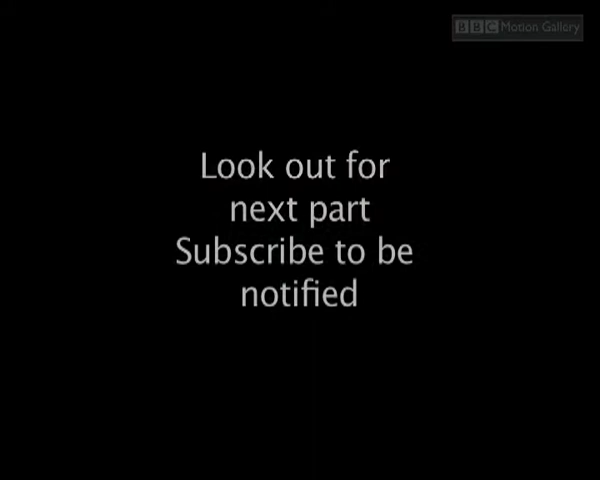 BBC Motion Gallery
Look out for
next part
Subscribe to be
notified